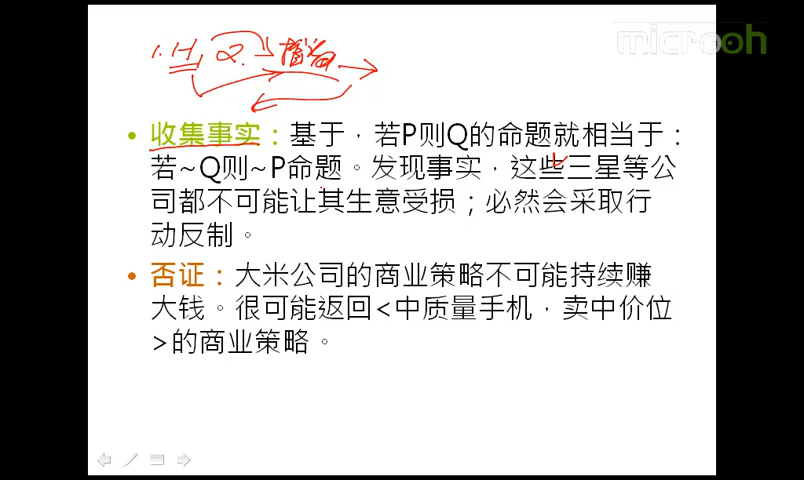 microoh
1. H, Q.
• 收集事实：基于，若P则Q的命题就相当于：
若~Q则~P命题。发现事实，这些三星等公
司都不可能让其生意受损；必然会采取行
动反制。
• 否证：大米公司的商业策略不可能持续赚
大钱。很可能返回<中质量手机，卖中价位
>的商业策略。